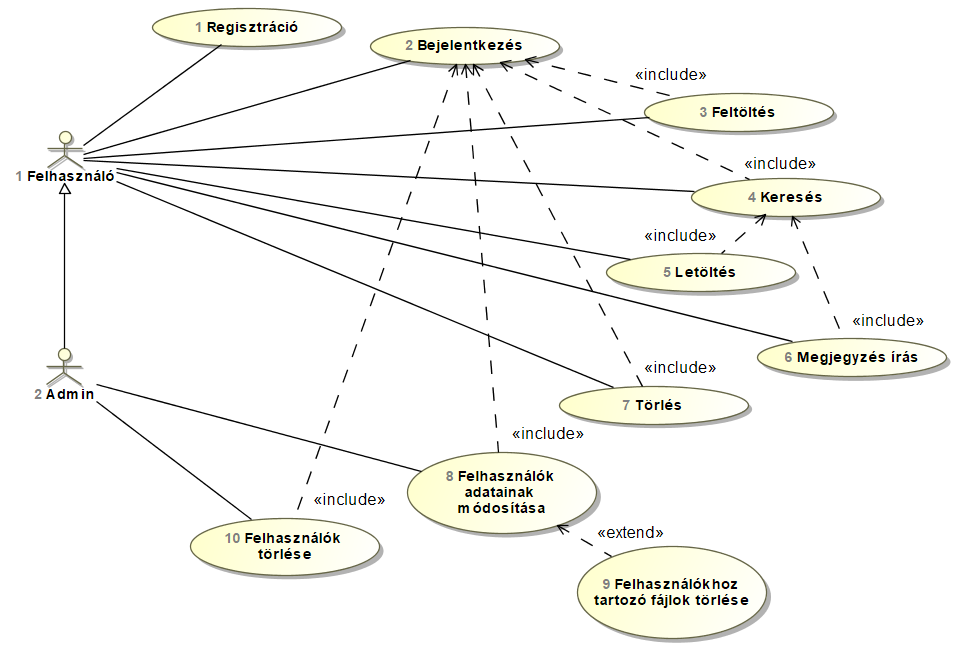 1 Regisztráció
2 Bejelentkezés
«include»
3 Feltöltés
1 Felhasználó
«include»
4 Keresés
«include»
5 Letöltés
«include»
6 Megjegyzés írás
«include»
7 Törlés
2 Admin
«include»
8 Felhasználók
adatainak
módosítása
«include»
10 Felhasználók
törlése
«extend»
9 Felhasználókhoz
tartozó fájlok törlése